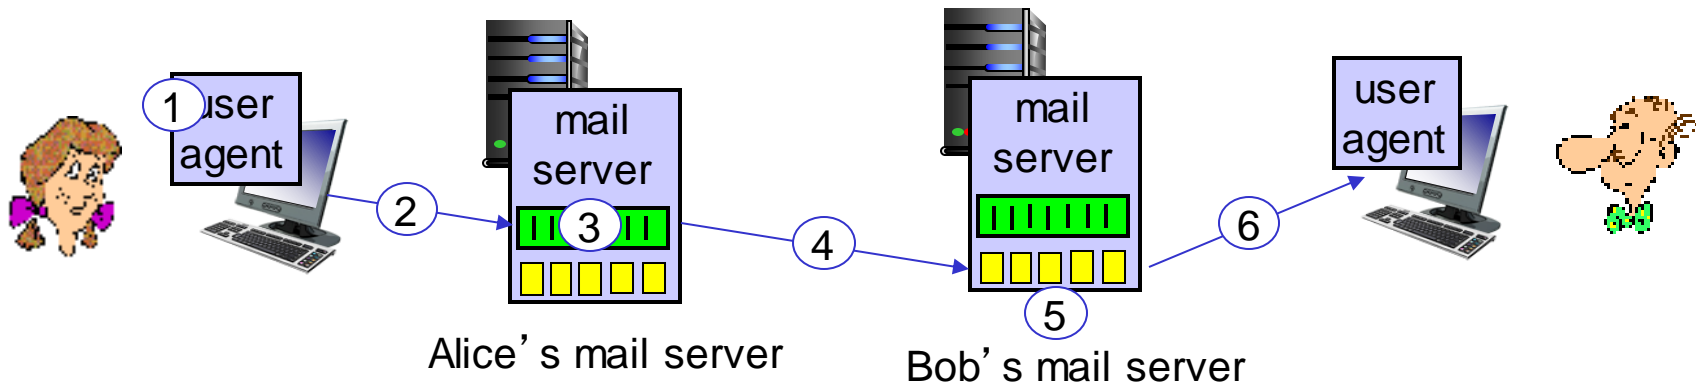 1 user
agent
2
mail
server
3
Alice’s mail server
4
mail
server
5
Bob’s mail server
6
user
agent